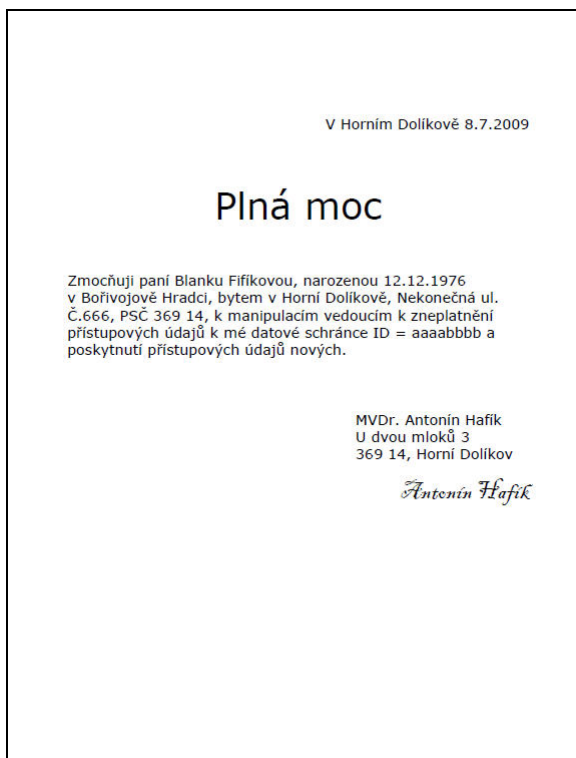 V Horním Dolíkově 8.7.2009
Plná moc
Zmocňuji paní Blanku Fifíkovou, narozenou 12.12.1976
v Bořivojově Hradci, bytem v Horní Dolíkově, Nekonečná ul.
Č.666, PSČ 369 14, k manipulacím vedoucím k zneplatnění
přístupových údajů k mé datové schránce ID = aaaabbbb a
poskytnutí přístupových údajů nových.
MVDr. Antonín Hafík
U dvou mloků 3
369 14, Horní Dolíkov
Antonín Hafík